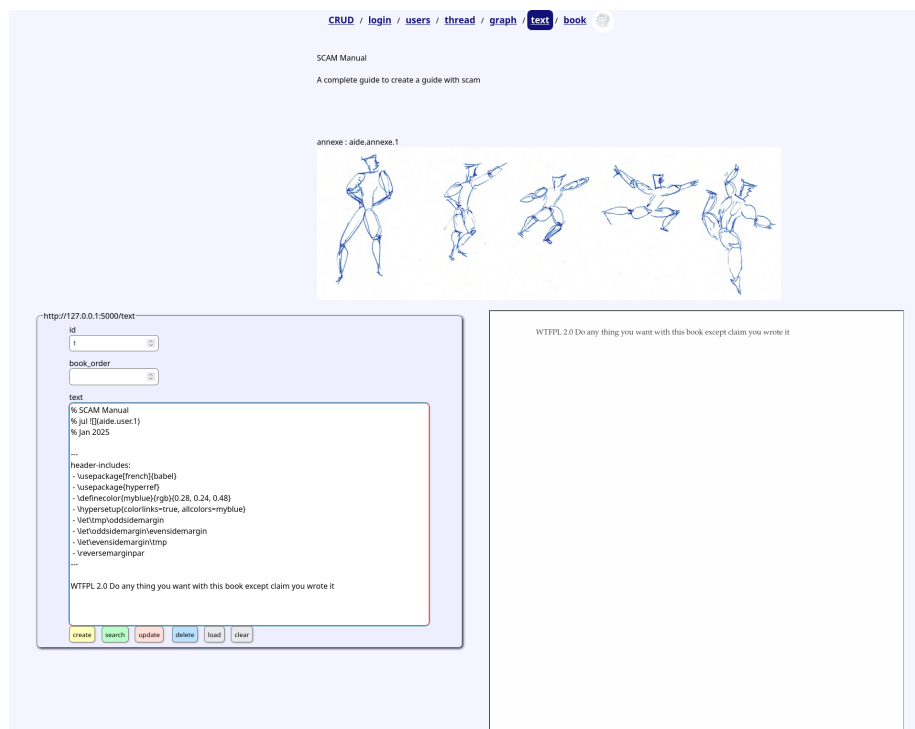 CRUD / login / users / thread / graph / text / book
SCAM Manual
A complete guide to create a guide with scam
annexe : aide.annexe.1
http://127.0.0.1:5000/text
id
1
book_order
text
% SCAM Manual
% jul ![](aide.user.1)
% Jan 2025
---
header-includes:
- \usepackage[french]{babel}
- \usepackage{hyperref}
- \definecolor{myblue}{rgb}{0.28, 0.24, 0.48}
- \hypersetup{colorlinks=true, allcolors=myblue}
- \let\tmp\oddsidemargin
- \let\oddsidemargin\evensidemargin
- \let\evensidemargin\tmp
- \reversemarginpar
---
WTFPL 2.0 Do any thing you want with this book except claim you wrote it
create search update delete load clear
WTFPL 2.0 Do any thing you want with this book except claim you wrote it